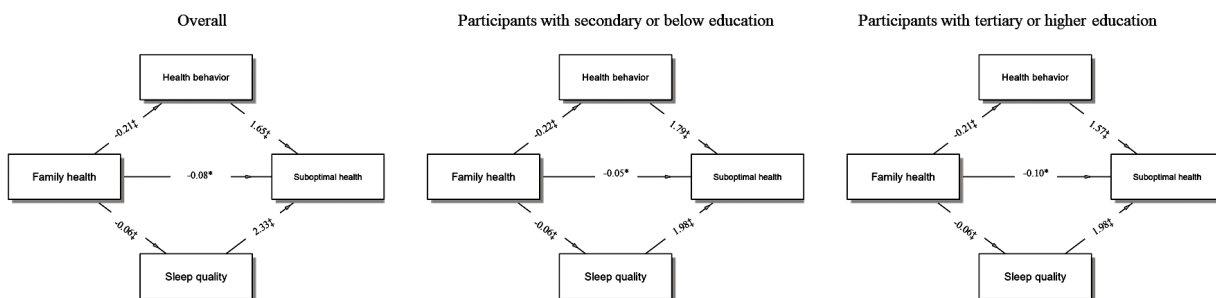 Overall
Health behavior
-0.21‡
1.65‡
Family health
-0.08*
Suboptimal health
-0.06‡
2.33‡
Sleep quality
Participants with secondary or below education
Health behavior
-0.22‡
1.79‡
Family health
-0.05*
Suboptimal health
-0.06‡
1.98‡
Sleep quality
Participants with tertiary or higher education
Health behavior
-0.21‡
1.57‡
Family health
-0.10*
Suboptimal health
-0.06‡
1.98‡
Sleep quality